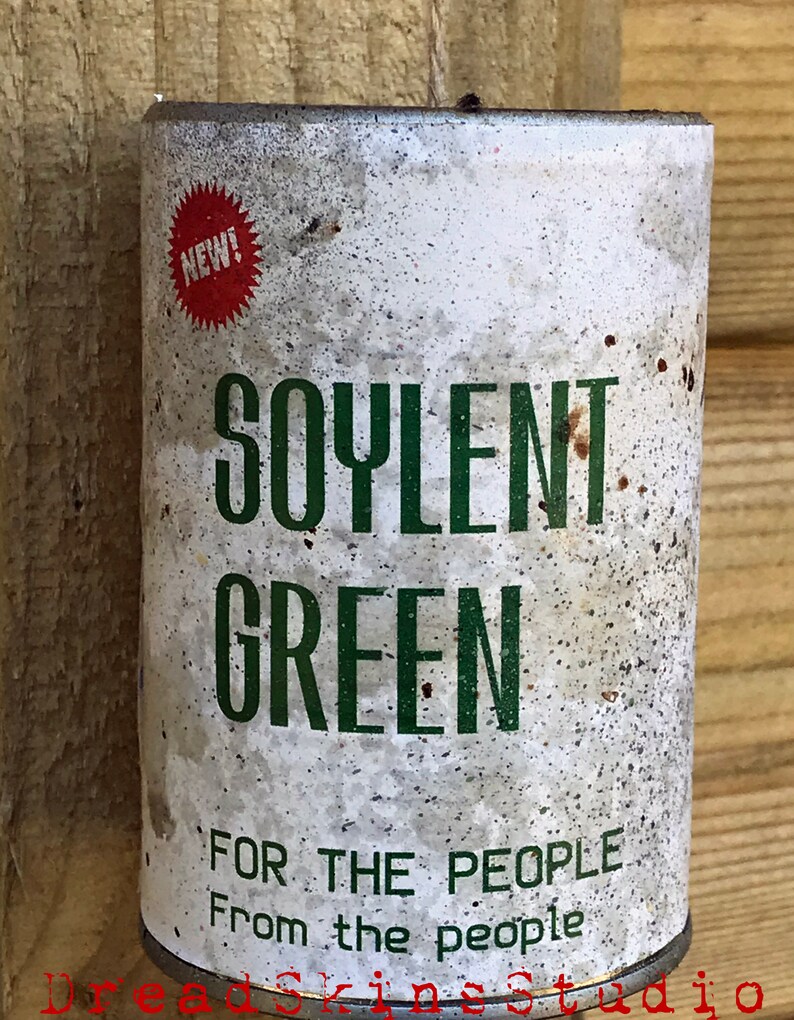 NEW!
SOYLENT
GREEN
FOR THE PEOPLE
From the people
DreadSkinsStudio